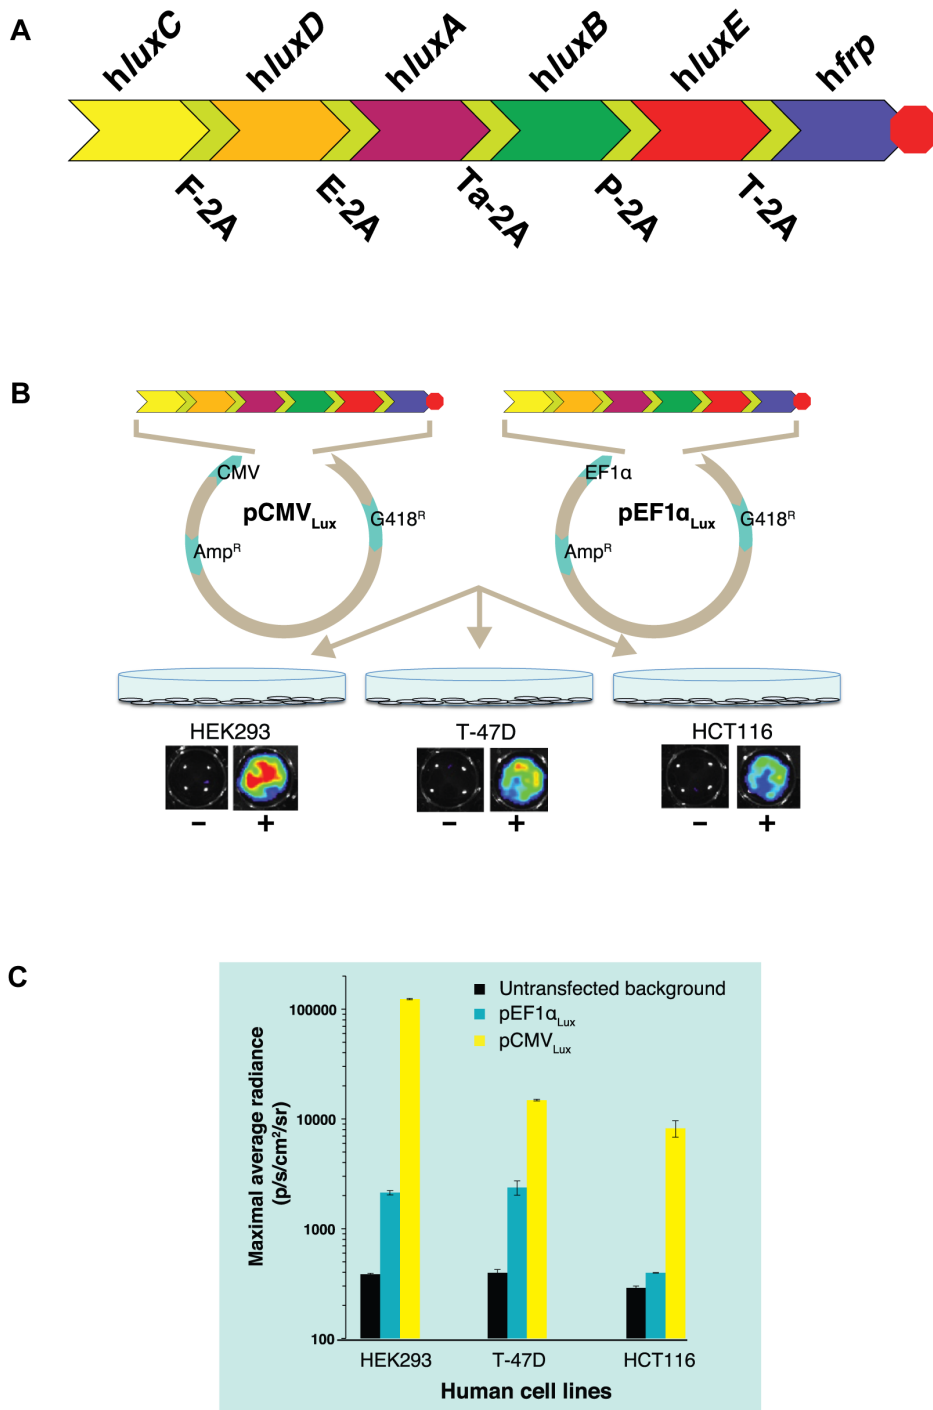 A
hluxC hluxD hluxA hluxB hluxE hfrp
F-2A E-2A Ta-2A P-2A T-2A
B
CMV
pCMVLux
G418R
AmpR
EF1α
pEF1αLux
G418R
AmpR
HEK293
T-47D
HCT116
− +
− +
− +
C
Untransfected background
pEF1αLux
pCMVLux
Maximal average radiance
(p/s/cm²/sr)
100000
10000
1000
100
HEK293 T-47D HCT116
Human cell lines